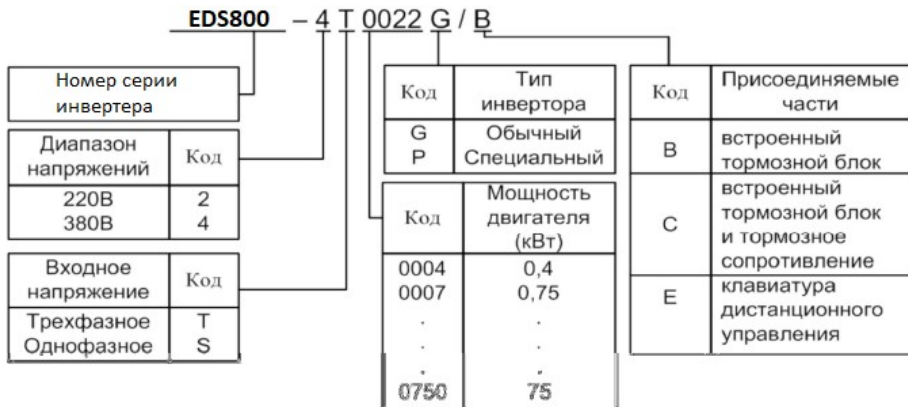 EDS800 – 4 T 0022 G / B
Номер серии
инвертера
Диапазон
напряжений
Код
220В 2
380В 4
Входное
напряжение
Код
Трехфазное T
Однофазное S
Код
Тип
инвертора
G Обычный
P Специальный
Код
Мощность
двигателя
(кВт)
0004 0,4
0007 0,75
. .
. .
. .
0750 75
Код
Присоединяемые
части
B
встроенный
тормозной блок
C
встроенный
тормозной блок
и тормозное
сопротивление
E
клавиатура
дистанционного
управления